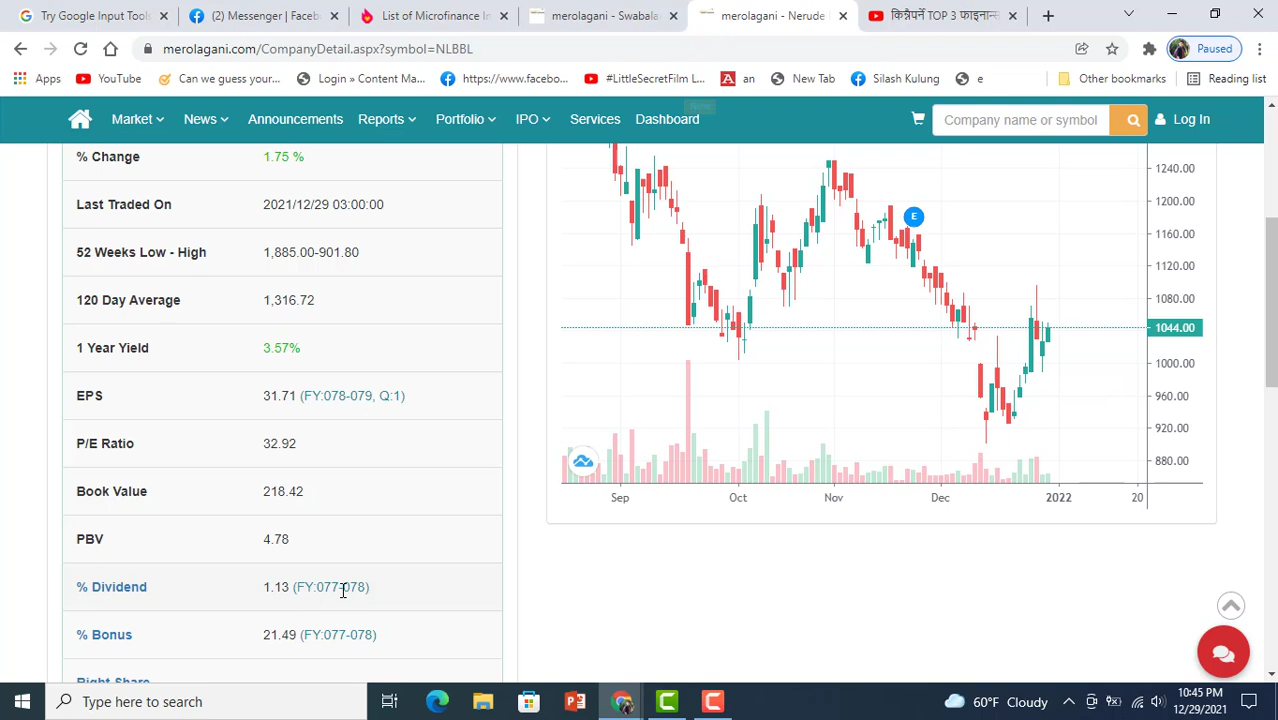 Try Google Input Tools
(2) Messenger | Faceb
List of Microfinance In
merolagani - Swabala
merolagani - Nerude
किन्नैपर्ने TOP 3 फाइनान्स
merolagani.com/CompanyDetail.aspx?symbol=NLBBL
Paused
Apps
YouTube
Can we guess your...
Login » Content Ma...
https://www.facebo...
#LittleSecretFilm L...
an
New Tab
Silash Kulung
e
Other bookmarks
Reading list
Market
News
Announcements
Reports
Portfolio
IPO
Services
Dashboard
Company name or symbol
Log In
% Change 1.75 %
Last Traded On 2021/12/29 03:00:00
52 Weeks Low - High 1,885.00-901.80
120 Day Average 1,316.72
1 Year Yield 3.57%
EPS 31.71 (FY:078-079, Q:1)
P/E Ratio 32.92
Book Value 218.42
PBV 4.78
% Dividend 1.13 (FY:077-078)
% Bonus 21.49 (FY:077-078)
Right Share
E
1240.00
1200.00
1160.00
1120.00
1080.00
1044.00
1000.00
960.00
920.00
880.00
Sep Oct Nov Dec 2022 20
Type here to search
60°F Cloudy
10:45 PM
12/29/2021